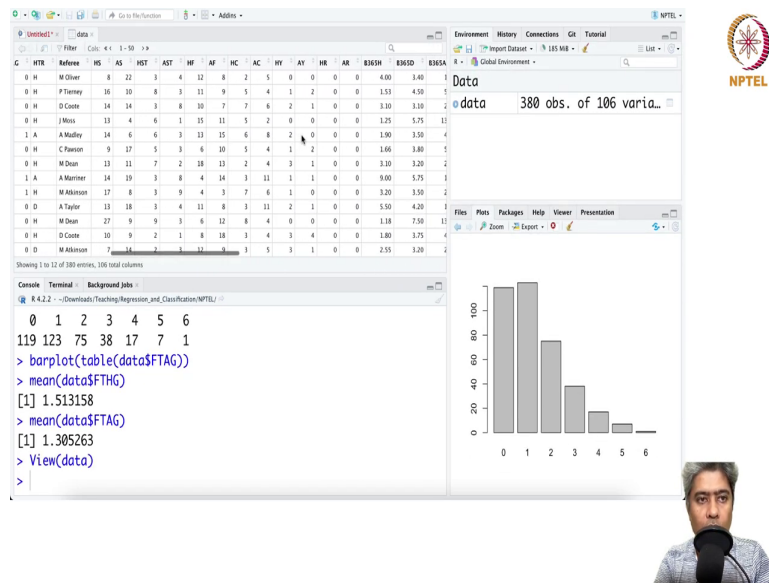 Go to file/function
Addins
NPTEL
Untitled1* × data ×
Filter Cols: 1 - 50
G HTR Referee HS AS HST AST HF AF HC AC HY AY HR AR B365H B365D B365A
0 H M Oliver 8 22 3 4 12 8 2 5 0 0 0 0 4.00 3.40
0 H P Tierney 16 10 8 3 11 9 5 4 1 2 0 0 1.53 4.50
0 H D Coote 14 14 3 8 10 7 7 6 2 1 0 0 3.10 3.10
0 H J Moss 13 4 6 1 15 11 5 2 0 0 0 0 1.25 5.75
1 A A Madley 14 6 6 3 13 15 6 8 2 0 0 0 1.90 3.50
0 H C Pawson 9 17 5 3 6 10 5 4 1 2 0 0 1.66 3.80
0 H M Dean 13 11 7 2 18 13 2 4 3 1 0 0 3.10 3.20
1 A A Marriner 14 19 3 8 4 14 3 11 1 1 0 0 9.00 5.75
1 H M Atkinson 17 8 3 9 4 3 7 6 1 0 0 0 3.20 3.50
0 D A Taylor 13 18 3 4 11 8 3 11 2 1 0 0 5.50 4.20
0 H M Dean 27 9 9 3 6 12 8 4 0 0 0 0 1.18 7.50
0 H D Coote 10 9 2 1 8 18 3 4 3 4 0 0 1.80 3.75
0 D M Atkinson 7 14 2 3 12 9 3 5 3 1 0 0 2.55 3.20
Showing 1 to 12 of 380 entries, 106 total columns
Console Terminal × Background Jobs ×
R 4.2.2 · ~/Downloads/Teaching/Regression_and_Classification/NPTEL/
0 1 2 3 4 5 6
119 123 75 38 17 7 1
> barplot(table(data$FTAG))
> mean(data$FTHG)
[1] 1.513158
> mean(data$FTAG)
[1] 1.305263
> View(data)
>
Environment History Connections Git Tutorial
Import Dataset 185 MiB List
R Global Environment
Data
data 380 obs. of 106 varia…
Files Plots Packages Help Viewer Presentation
Zoom Export
0 20 40 60 80 100
0 1 2 3 4 5 6
NPTEL